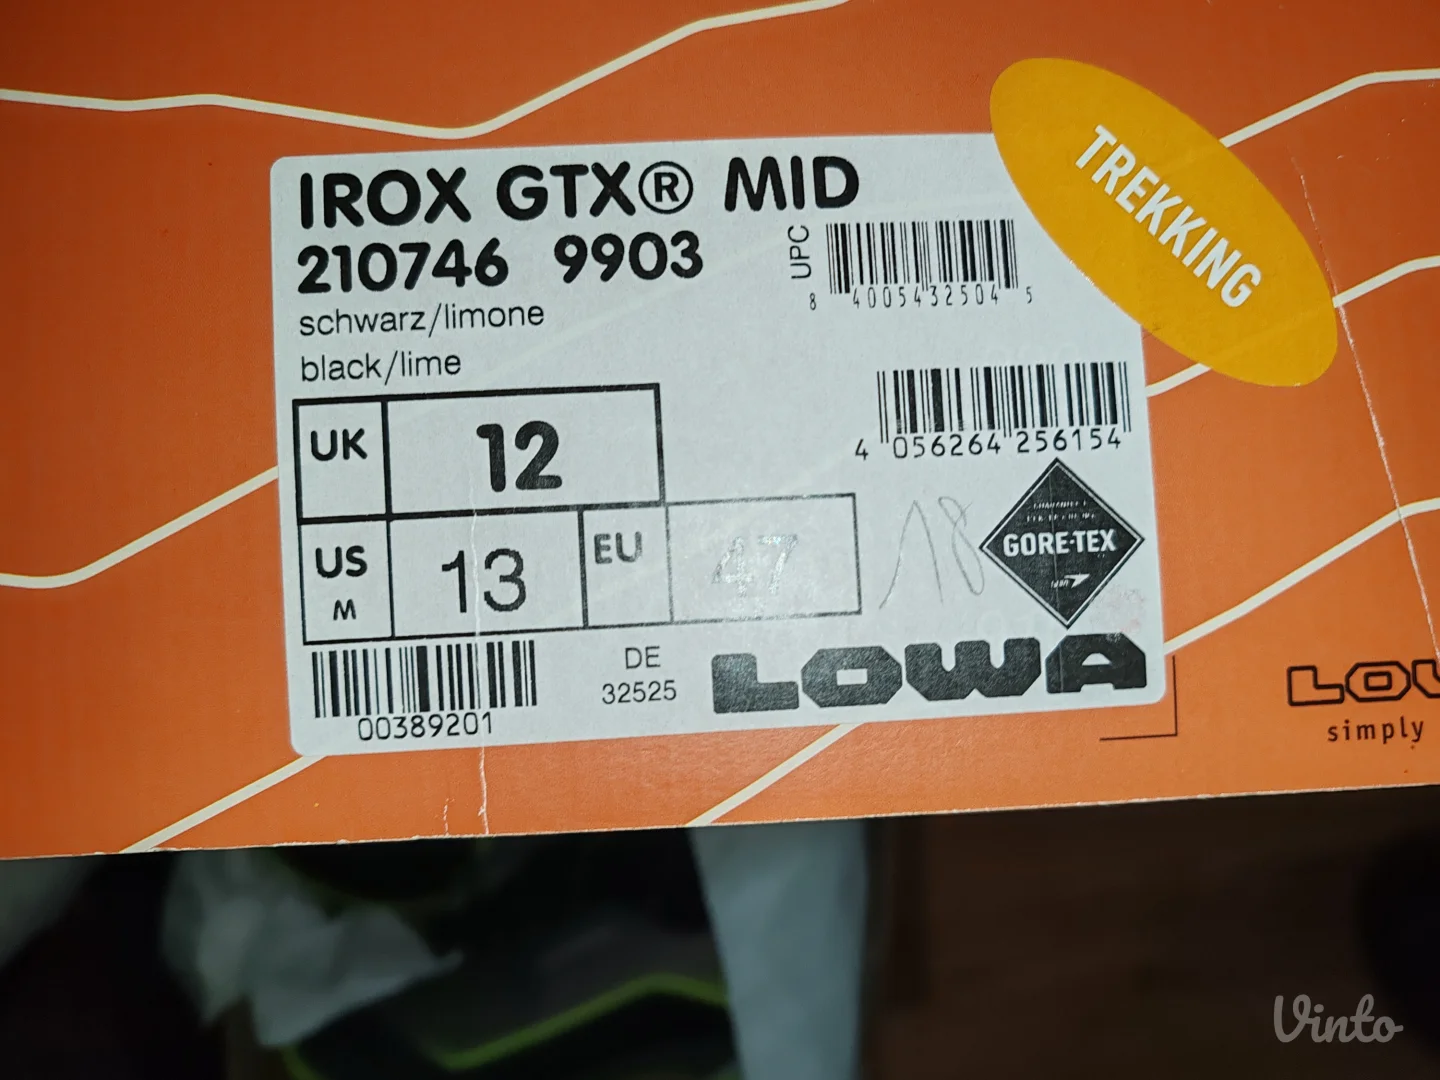 TREKKING
IROX GTX® MID
210746 9903
UPC
8 4005432504 5
schwarz/limone
black/lime
4 056264 256154
UK 12
US M 13 EU 47
18
GORE-TEX
DE
32525
LOWA
00389201
LOW
simply
Vinto